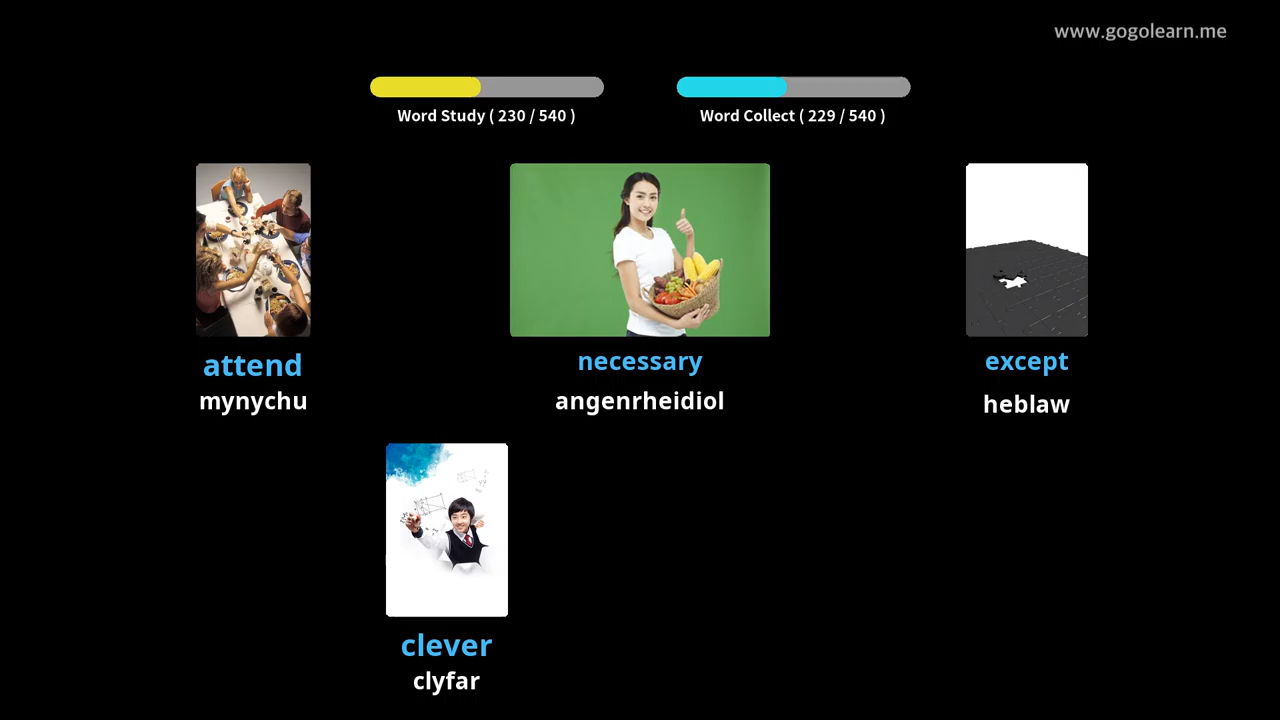 www.gogolearn.me
Word Study ( 230 / 540 )
Word Collect ( 229 / 540 )
attend
mynychu
necessary
angenrheidiol
except
heblaw
clever
clyfar